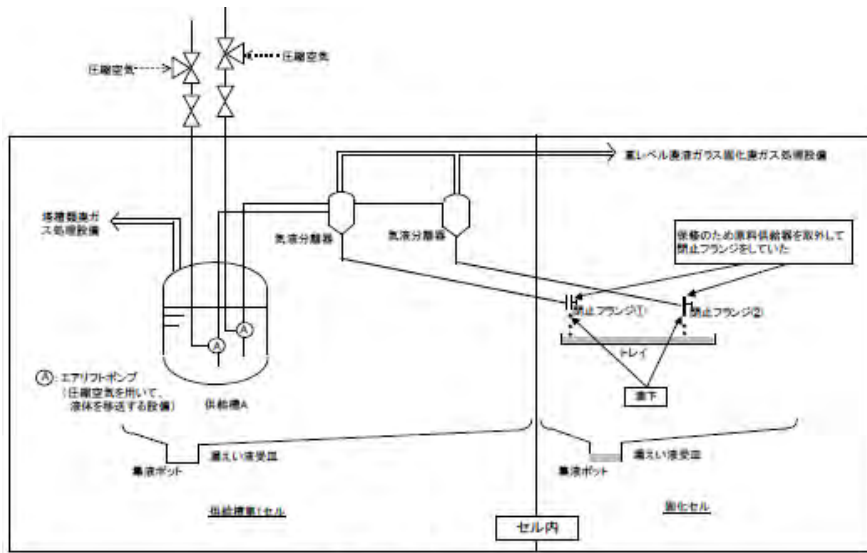 圧縮空気
圧縮空気
高レベル廃液ガラス固化廃ガス処理設備
塔槽類廃ガ
ス処理設備
気液分離器
気液分離器
保修のため原料供給器を取外して
閉止フランジをしていた
閉止フランジ①
閉止フランジ②
トレイ
滴下
A
A
A:エアリフトポンプ
(圧縮空気を用いて、
液体を移送する設備)
供給槽A
集液ポット
漏えい液受皿
集液ポット
漏えい液受皿
供給槽第1セル
セル内
固化セル